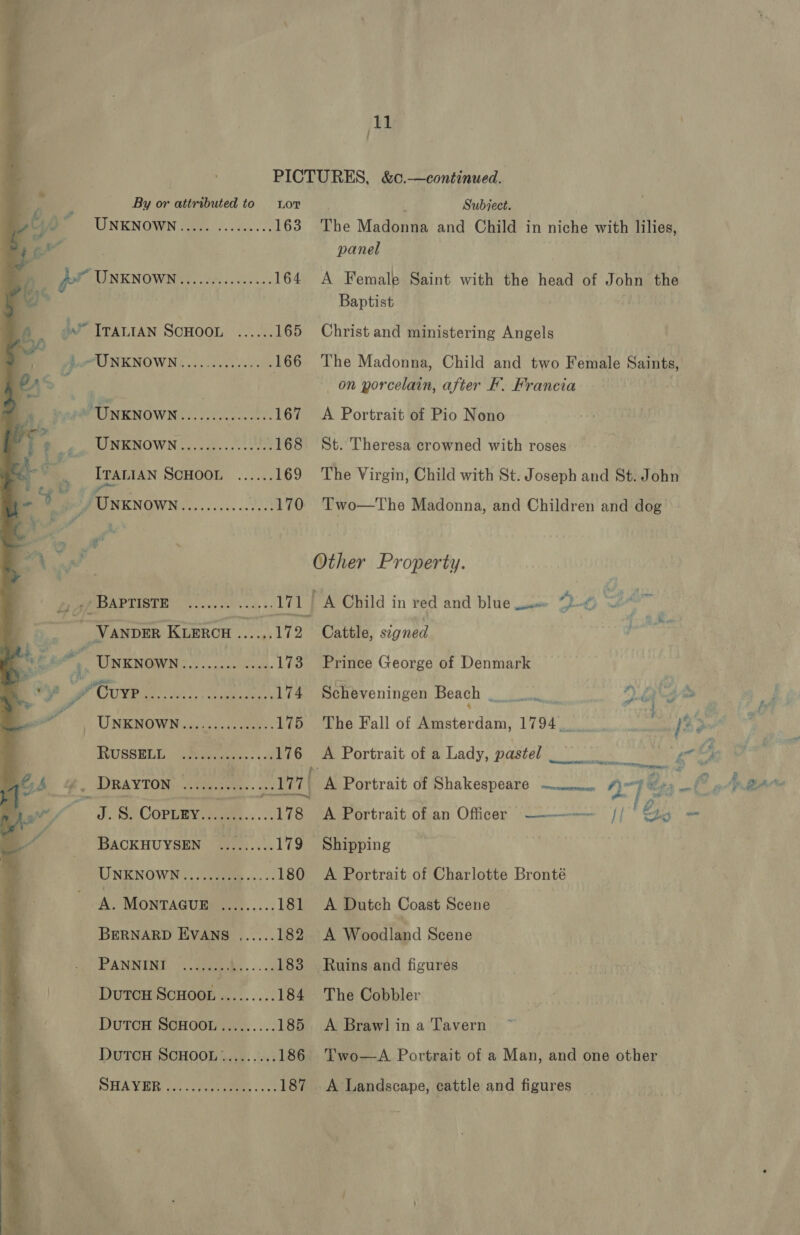 11
PICTURES, &c.—continued.
By or attributed to LOT Subject.
UNKNOWN ..... ......... 163 The Madonna and Child in niche with lilies,
panel
UNKNOWN ............... 164 A Female Saint with the head of John the
Baptist
ITALIAN SCHOOL ...... 165 Christ and ministering Angels
UNKNOWN ............... 166 The Madonna, Child and two Female Saints,
on porcelain, after F. Francia
UNKNOWN ............... 167 A Portrait of Pio Nono
UNKNOWN ............... 168 St. Theresa crowned with roses
ITALIAN SCHOOL ...... 169 The Virgin, Child with St. Joseph and St. John
UNKNOWN ............... 170 Two—The Madonna, and Children and dog
Other Property.
BAPTISTE ............... 171 A Child in red and blue
VANDER KLERCH ...... 172 Cattle, signed
UNKNOWN ......... ..... 173 Prince George of Denmark
CUYP ..................... 174 Scheveningen Beach
UNKNOWN ............... 175 The Fall of Amsterdam, 1794
RUSSELL ............... 176 A Portrait of a Lady, pastel
DRAYTON ............... 177 A Portrait of Shakespeare
J. S. COPLEY ............ 178 A Portrait of an Officer
BACKHUYSEN ......... 179 Shipping
UNKNOWN ............... 180 A Portrait of Charlotte Bronté
A. MONTAGUE ......... 181 A Dutch Coast Scene
BERNARD EVANS ...... 182 A Woodland Scene
PANNINI ............... 183 Ruins and figures
DUTCH SCHOOL ......... 184 The Cobbler
DUTCH SCHOOL ......... 185 A Brawl in a Tavern
DUTCH SCHOOL ......... 186 Two—A Portrait of a Man, and one other
SHAYER .................. 187 A Landscape, cattle and figures